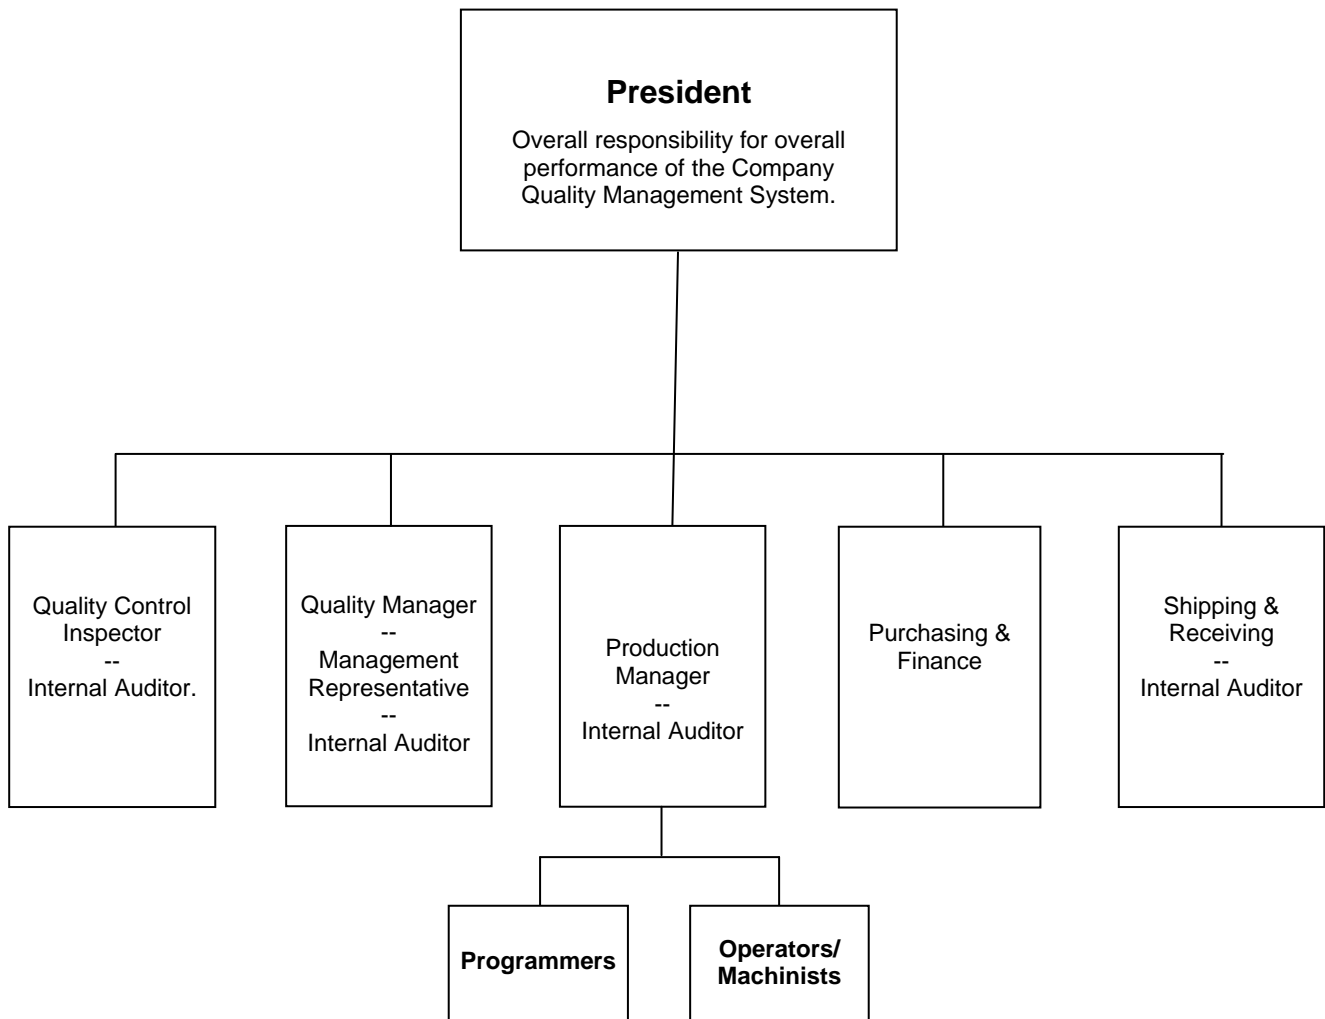 President
Overall responsibility for overall
performance of the Company
Quality Management System.
Quality Control
Inspector
--
Internal Auditor.
Quality Manager
--
Management
Representative
--
Internal Auditor
Production
Manager
--
Internal Auditor
Purchasing &
Finance
Shipping &
Receiving
--
Internal Auditor
Programmers
Operators/
Machinists